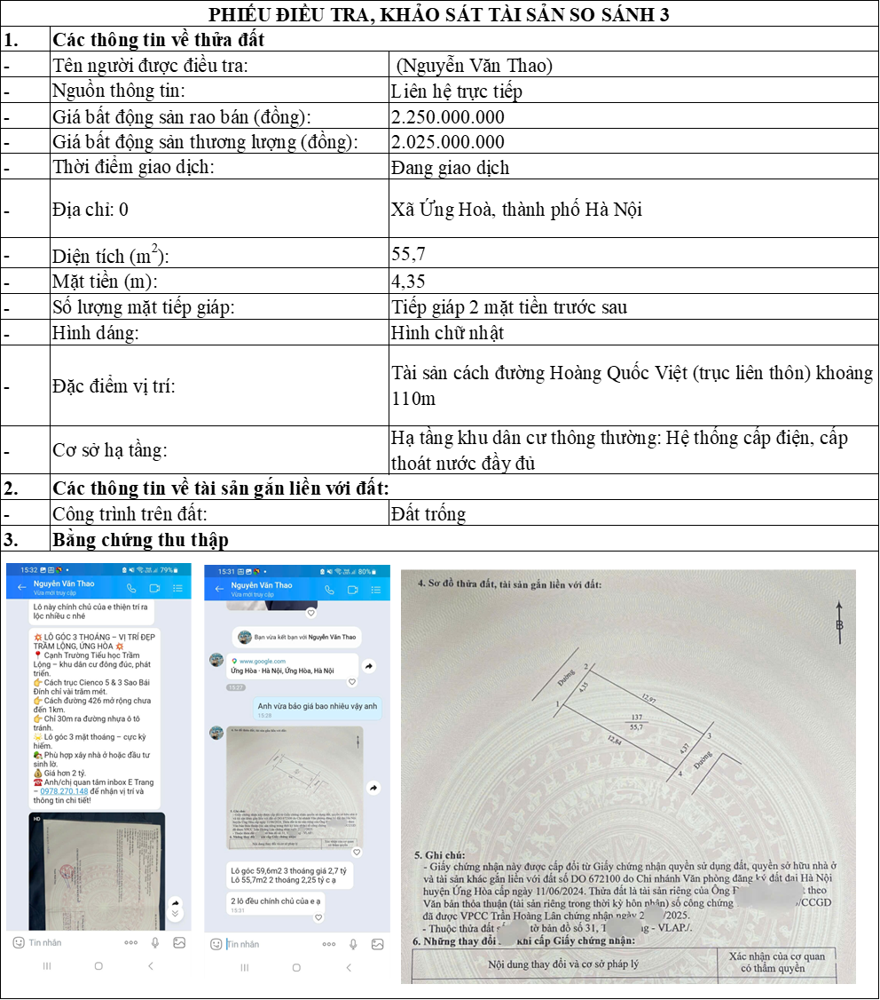 PHIẾU ĐIỀU TRA, KHẢO SÁT TÀI SẢN SO SÁNH 3
1. Các thông tin về thửa đất
- Tên người được điều tra: (Nguyễn Văn Thao)
- Nguồn thông tin: Liên hệ trực tiếp
- Giá bất động sản rao bán (đồng): 2.250.000.000
- Giá bất động sản thương lượng (đồng): 2.025.000.000
- Thời điểm giao dịch: Đang giao dịch
- Địa chỉ: 0 Xã Ứng Hoà, thành phố Hà Nội
- Diện tích (m2): 55,7
- Mặt tiền (m): 4,35
- Số lượng mặt tiếp giáp: Tiếp giáp 2 mặt tiền trước sau
- Hình dáng: Hình chữ nhật
- Đặc điểm vị trí: Tài sản cách đường Hoàng Quốc Việt (trục liên thôn) khoảng
110m
- Cơ sở hạ tầng: Hạ tầng khu dân cư thông thường: Hệ thống cấp điện, cấp
thoát nước đầy đủ
2. Các thông tin về tài sản gắn liền với đất:
- Công trình trên đất: Đất trống
3. Bằng chứng thu thập
15:32 79%
Nguyễn Văn Thao
Vừa mới truy cập
Lô này chính chủ của e thiện trí ra
lộc nhiều c nhé
💥 LÔ GÓC 3 THOÁNG – VỊ TRÍ ĐẸP
TRẦM LỘNG, ỨNG HÒA 💥
📍 Cạnh Trường Tiểu học Trầm
Lộng – khu dân cư đông đúc, phát
triển.
👉 Cách trục Cienco 5 & 3 Sao Bái
Đính chỉ vài trăm mét.
👉 Cách đường 426 mở rộng chưa
đến 1km.
👉 Chỉ 30m ra đường nhựa ô tô
tránh.
🌟 Lô góc 3 mặt thoáng – cực kỳ
hiếm.
🏡 Phù hợp xây nhà ở hoặc đầu tư
sinh lờ.
💰 Giá hơn 2 tỷ.
☎️ Anh/chị quan tâm inbox E Trang
– 0978.270.148 để nhận vị trí và
thông tin chi tiết!
HD
Tin nhắn
15:31 80%
Nguyễn Văn Thao
Vừa mới truy cập
Bạn vừa kết bạn với Nguyễn Văn Thao
www.google.com
Ứng Hòa · Hà Nội, Ứng Hòa, Hà Nội
15:27
Anh vừa báo giá bao nhiêu vậy anh
15:28
Lô góc 59,6m2 3 thoáng giá 2,7 tỷ
Lô 55,7m2 2 thoáng 2,25 tỷ c ạ
2 lô đều chính chủ của e ạ
15:31
Tin nhắn
4. Sơ đồ thửa đất, tài sản gắn liền với đất:
B
Đường
2
4,35
1
12,97
137
55,7
12,84
3
4,37
4
Đường
5. Ghi chú:
- Giấy chứng nhận này được cấp đổi từ Giấy chứng nhận quyền sử dụng đất, quyền sở hữu nhà ở
và tài sản khác gắn liền với đất số DO 672100 do Chi nhánh Văn phòng đăng ký đất đai Hà Nội
huyện Ứng Hòa cấp ngày 11/06/2024. Thửa đất là tài sản riêng của Ông theo
Văn bản thỏa thuận (tài sản riêng trong thời kỳ hôn nhân) số công chứng /CCGD
đã được VPCC Trần Hoàng Lân chứng nhận ngày 2 /2025.
- Thuộc thửa đất tờ bản đồ số 31, - VLAP./.
6. Những thay đổi khi cấp Giấy chứng nhận:
Nội dung thay đổi và cơ sở pháp lý
Xác nhận của cơ quan
có thẩm quyền